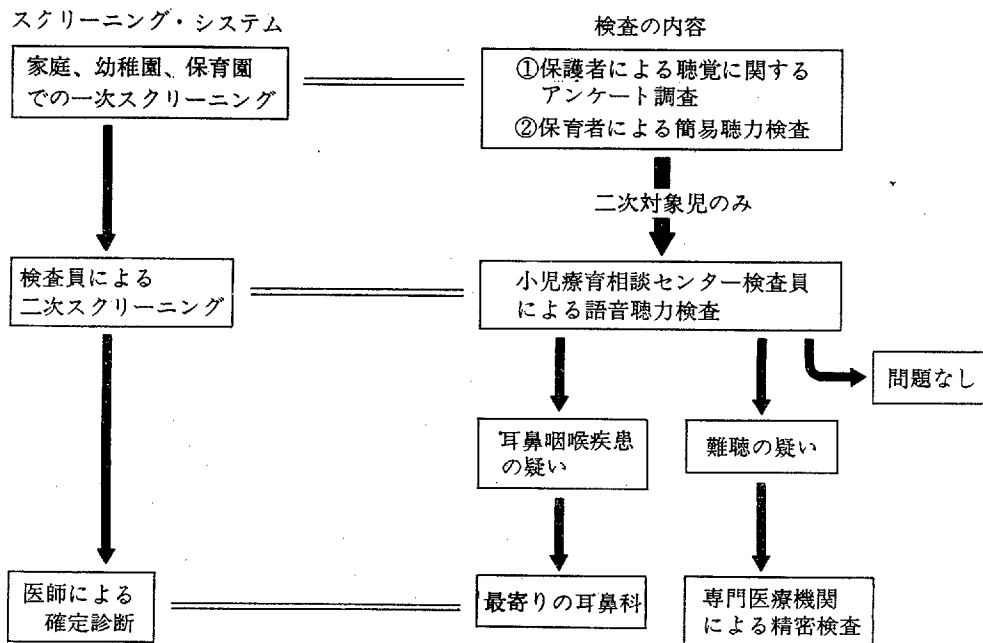 スクリーニング・システム
検査の内容
家庭、幼稚園、保育園
での一次スクリーニング
①保護者による聴覚に関する
アンケート調査
②保育者による簡易聴力検査
二次対象児のみ
検査員による
二次スクリーニング
小児療育相談センター検査員
による語音聴力検査
問題なし
耳鼻咽喉疾患
の疑い
難聴の疑い
医師による
確定診断
最寄りの耳鼻科
専門医療機関
による精密検査